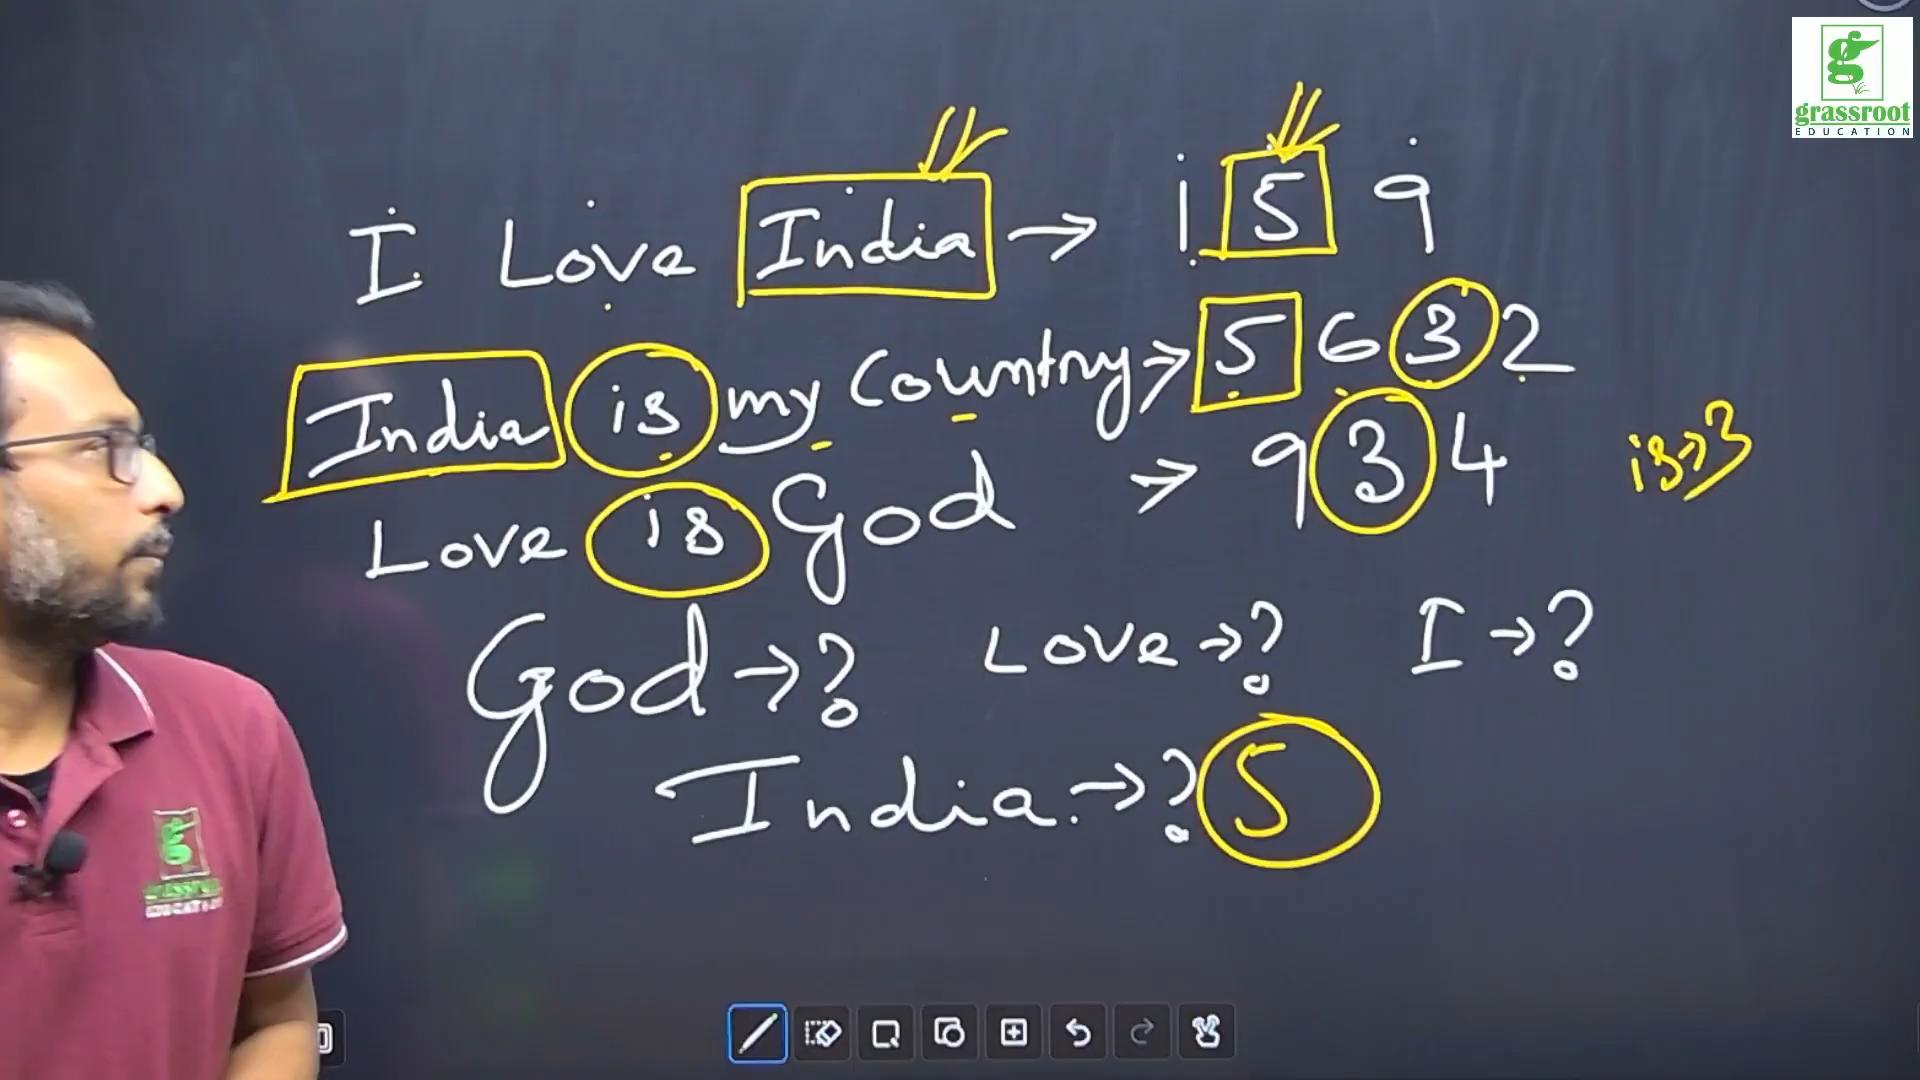 grassroot
EDUCATION
I Love India → 1 5 9
India is my Country → 5 6 3 2
Love is God → 9 3 4
is → 3
God → ? Love → ? I → ?
India → ? 5